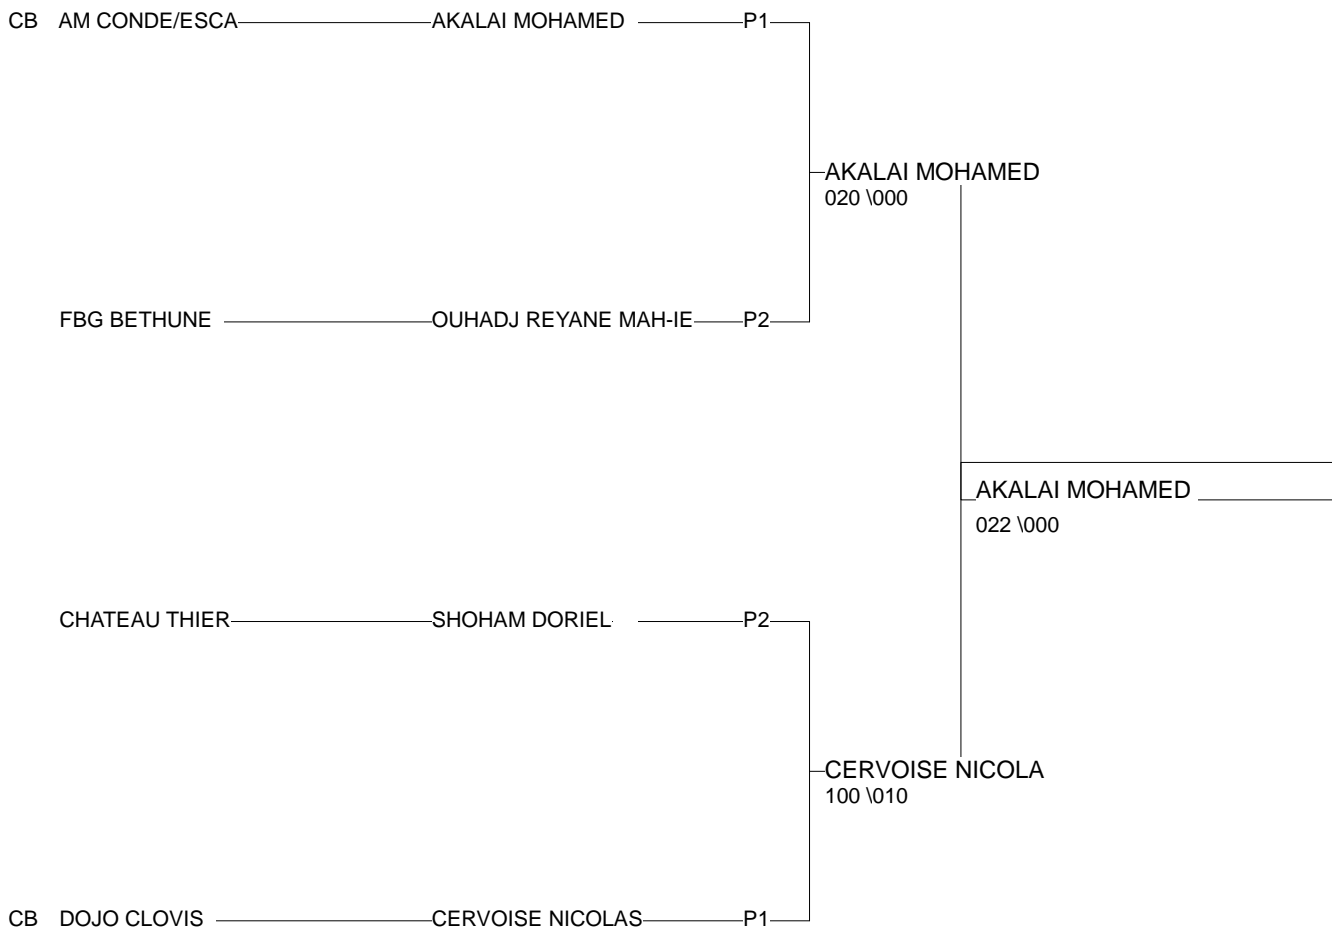 CB AM CONDE/ESCA AKALAI MOHAMED P1
AKALAI MOHAMED
020 \000
FBG BETHUNE OUHADJ REYANE MAH-IE P2
AKALAI MOHAMED
022 \000
CHATEAU THIER SHOHAM DORIEL P2
CERVOISE NICOLA
100 \010
CB DOJO CLOVIS CERVOISE NICOLAS P1